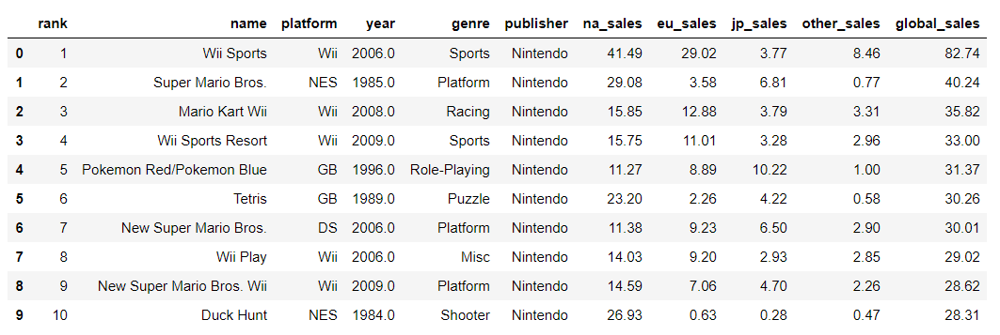 rank name platform year genre publisher na_sales eu_sales jp_sales other_sales global_sales
0 1 Wii Sports Wii 2006.0 Sports Nintendo 41.49 29.02 3.77 8.46 82.74
1 2 Super Mario Bros. NES 1985.0 Platform Nintendo 29.08 3.58 6.81 0.77 40.24
2 3 Mario Kart Wii Wii 2008.0 Racing Nintendo 15.85 12.88 3.79 3.31 35.82
3 4 Wii Sports Resort Wii 2009.0 Sports Nintendo 15.75 11.01 3.28 2.96 33.00
4 5 Pokemon Red/Pokemon Blue GB 1996.0 Role-Playing Nintendo 11.27 8.89 10.22 1.00 31.37
5 6 Tetris GB 1989.0 Puzzle Nintendo 23.20 2.26 4.22 0.58 30.26
6 7 New Super Mario Bros. DS 2006.0 Platform Nintendo 11.38 9.23 6.50 2.90 30.01
7 8 Wii Play Wii 2006.0 Misc Nintendo 14.03 9.20 2.93 2.85 29.02
8 9 New Super Mario Bros. Wii Wii 2009.0 Platform Nintendo 14.59 7.06 4.70 2.26 28.62
9 10 Duck Hunt NES 1984.0 Shooter Nintendo 26.93 0.63 0.28 0.47 28.31